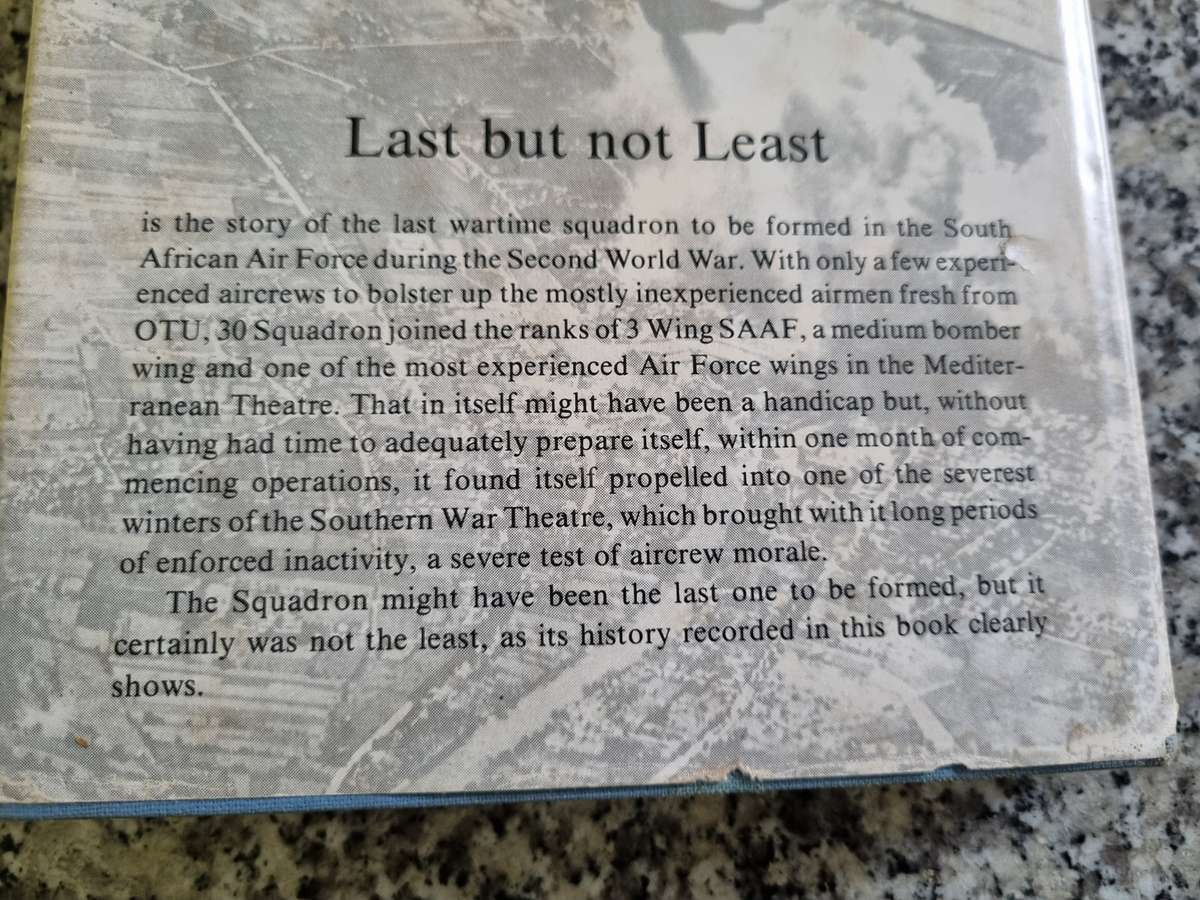 Last but not Least
is the story of the last wartime squadron to be formed in the South
African Air Force during the Second World War. With only a few experi-
enced aircrews to bolster up the mostly inexperienced airmen fresh from
OTU, 30 Squadron joined the ranks of 3 Wing SAAF, a medium bomber
wing and one of the most experienced Air Force wings in the Mediter-
ranean Theatre. That in itself might have been a handicap but, without
having had time to adequately prepare itself, within one month of com-
mencing operations, it found itself propelled into one of the severest
winters of the Southern War Theatre, which brought with it long periods
of enforced inactivity, a severe test of aircrew morale.
The Squadron might have been the last one to be formed, but it
certainly was not the least, as its history recorded in this book clearly
shows.